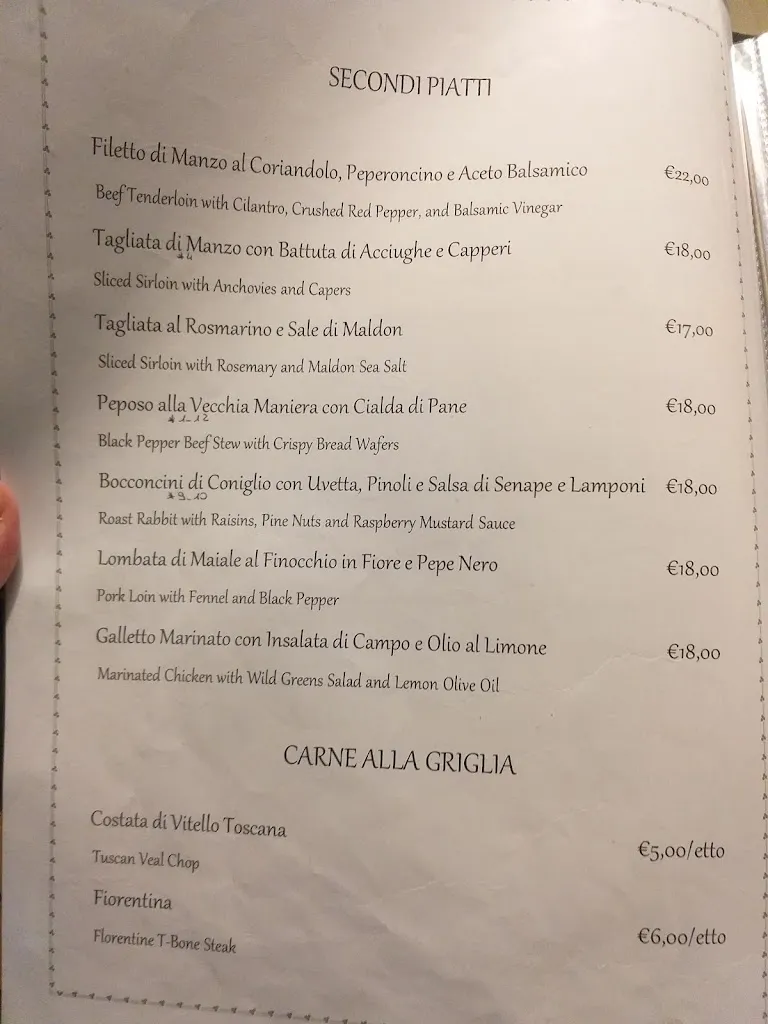 SECONDI PIATTI
Filetto di Manzo al Coriandolo, Peperoncino e Aceto Balsamico €22,00
Beef Tenderloin with Cilantro, Crushed Red Pepper, and Balsamic Vinegar
Tagliata di Manzo con Battuta di Acciughe e Capperi €18,00
*4
Sliced Sirloin with Anchovies and Capers
Tagliata al Rosmarino e Sale di Maldon €17,00
Sliced Sirloin with Rosemary and Maldon Sea Salt
Peposo alla Vecchia Maniera con Cialda di Pane €18,00
*1-12
Black Pepper Beef Stew with Crispy Bread Wafers
Bocconcini di Coniglio con Uvetta, Pinoli e Salsa di Senape e Lamponi €18,00
*9-10
Roast Rabbit with Raisins, Pine Nuts and Raspberry Mustard Sauce
Lombata di Maiale al Finocchio in Fiore e Pepe Nero €18,00
Pork Loin with Fennel and Black Pepper
Galletto Marinato con Insalata di Campo e Olio al Limone €18,00
Marinated Chicken with Wild Greens Salad and Lemon Olive Oil
CARNE ALLA GRIGLIA
Costata di Vitello Toscana €5,00/etto
Tuscan Veal Chop
Fiorentina €6,00/etto
Florentine T-Bone Steak